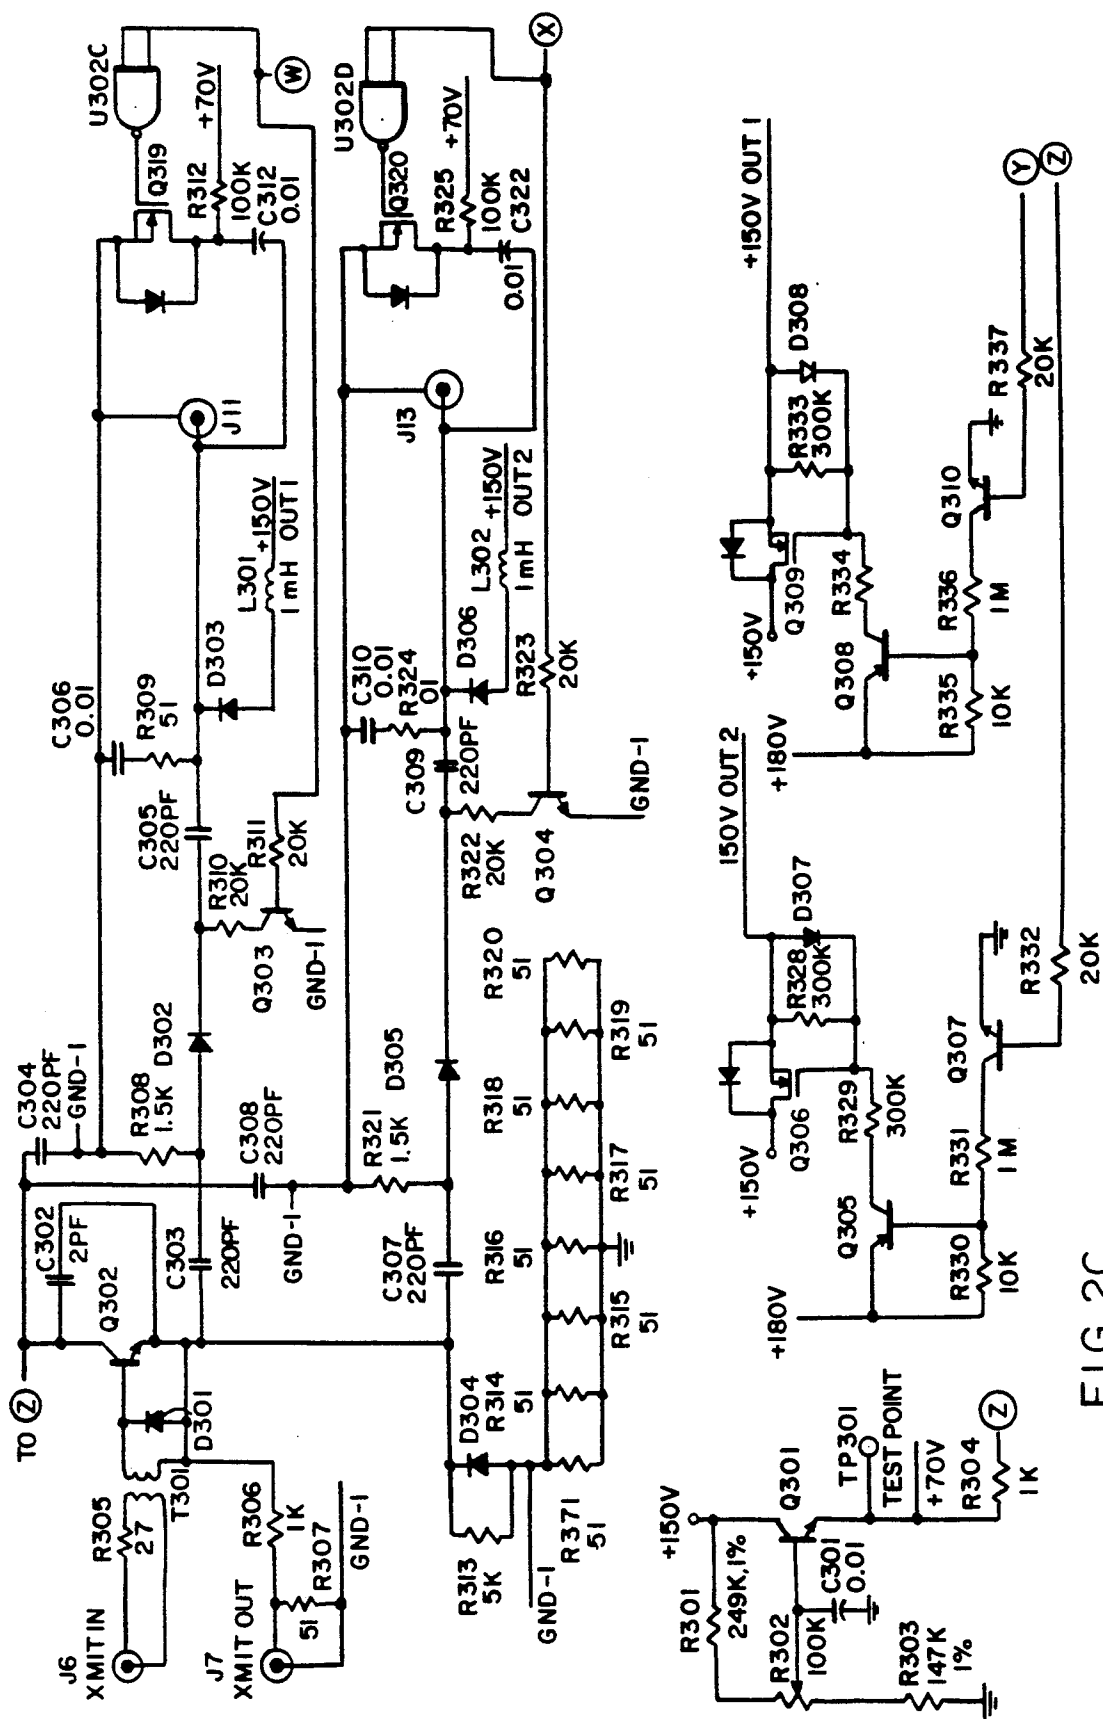 TO Z
J6
XMIT IN
R305
27
T301
D301
Q302
C302
2PF
C303
220PF
J7
XMIT OUT
R306
1K
R307
51
GND-1
C304
220PF
GND-1
R308
1.5K
D302
C308
220PF
GND-1
Q303
GND-1
R310
20K
R311
20K
C305
220PF
C306
0.01
R309
51
D303
L301
1mH
+150V
OUT1
J11
U302C
Q319
R312
100K
+70V
C312
0.01
W
R313
5K
D304
GND-1
C307
220PF
R321
1.5K
D305
R322
20K
Q304
GND-1
C309
220PF
C310
0.01
R324
01
D306
R323
20K
L302
1mH
+150V
OUT2
J13
U302D
Q320
R325
100K
+70V
C322
0.01
X
R371
51
R314
51
R315
51
R316
51
R317
51
R318
51
R319
51
R320
51
+150V
R301
249K,1%
R302
100K
R303
147K
1%
C301
0.01
Q301
TP301
TEST POINT
+70V
R304
1K
Z
+180V
R330
10K
Q305
R331
1M
R329
300K
Q306
+150V
R328
300K
D307
150V OUT 2
Q307
R332
20K
+180V
R335
10K
Q308
R336
1M
R334
Q309
+150V
R333
300K
D308
+150V OUT 1
Q310
R337
20K
Y
Z
FIG. 2C